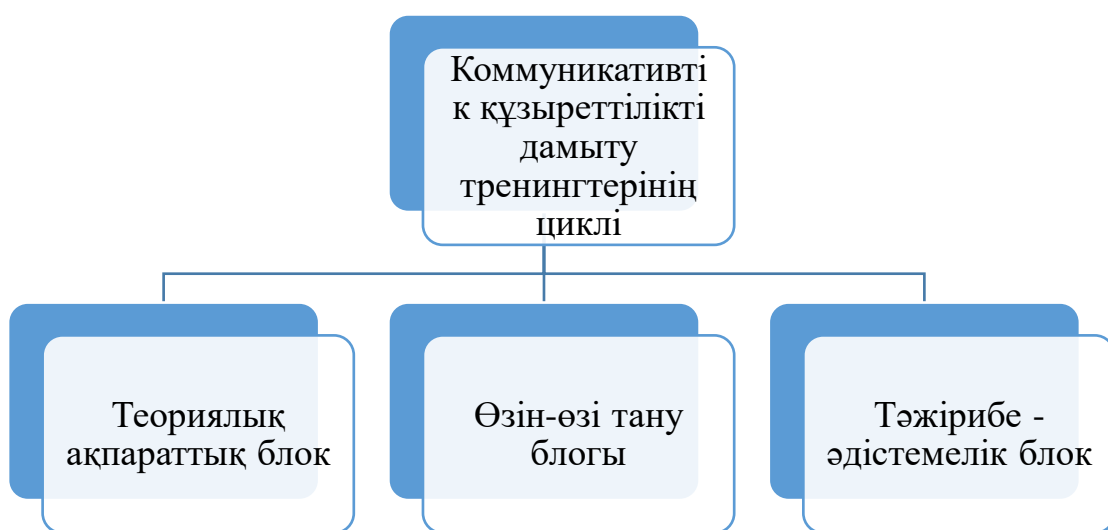 Коммуникативті
к құзыреттілікті
дамыту
тренингтерінің
циклі
Теориялық
ақпараттық блок
Өзін-өзі тану
блогы
Тәжірибе -
әдістемелік блок